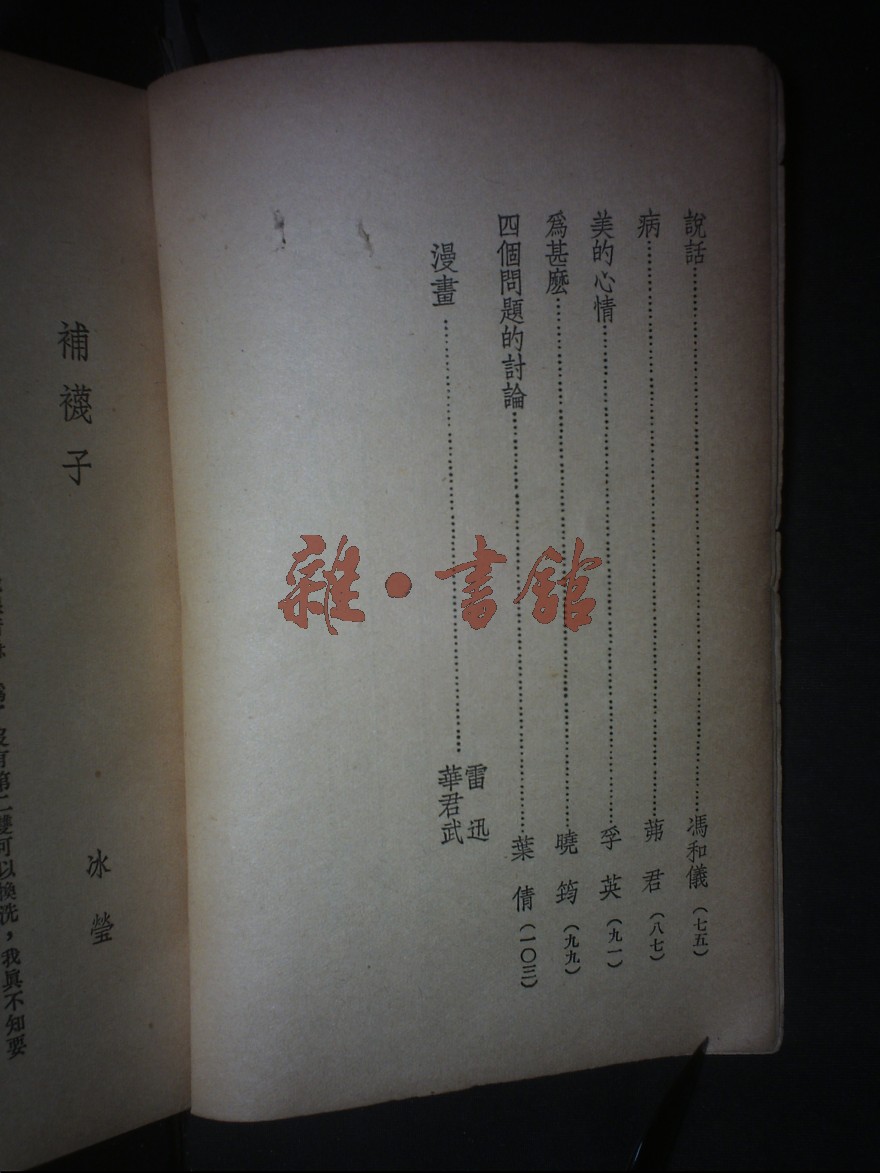 說話……馮和儀(七五)
病……茀君(八七)
美的心情……孚英(九一)
爲甚麼……曉筠(九九)
四個問題的討論……葉倩(一〇三)
漫畫……雷迅 華君武
雜·書館
補襪子
冰瑩
沒有第二雙可以換洗,我眞不知要